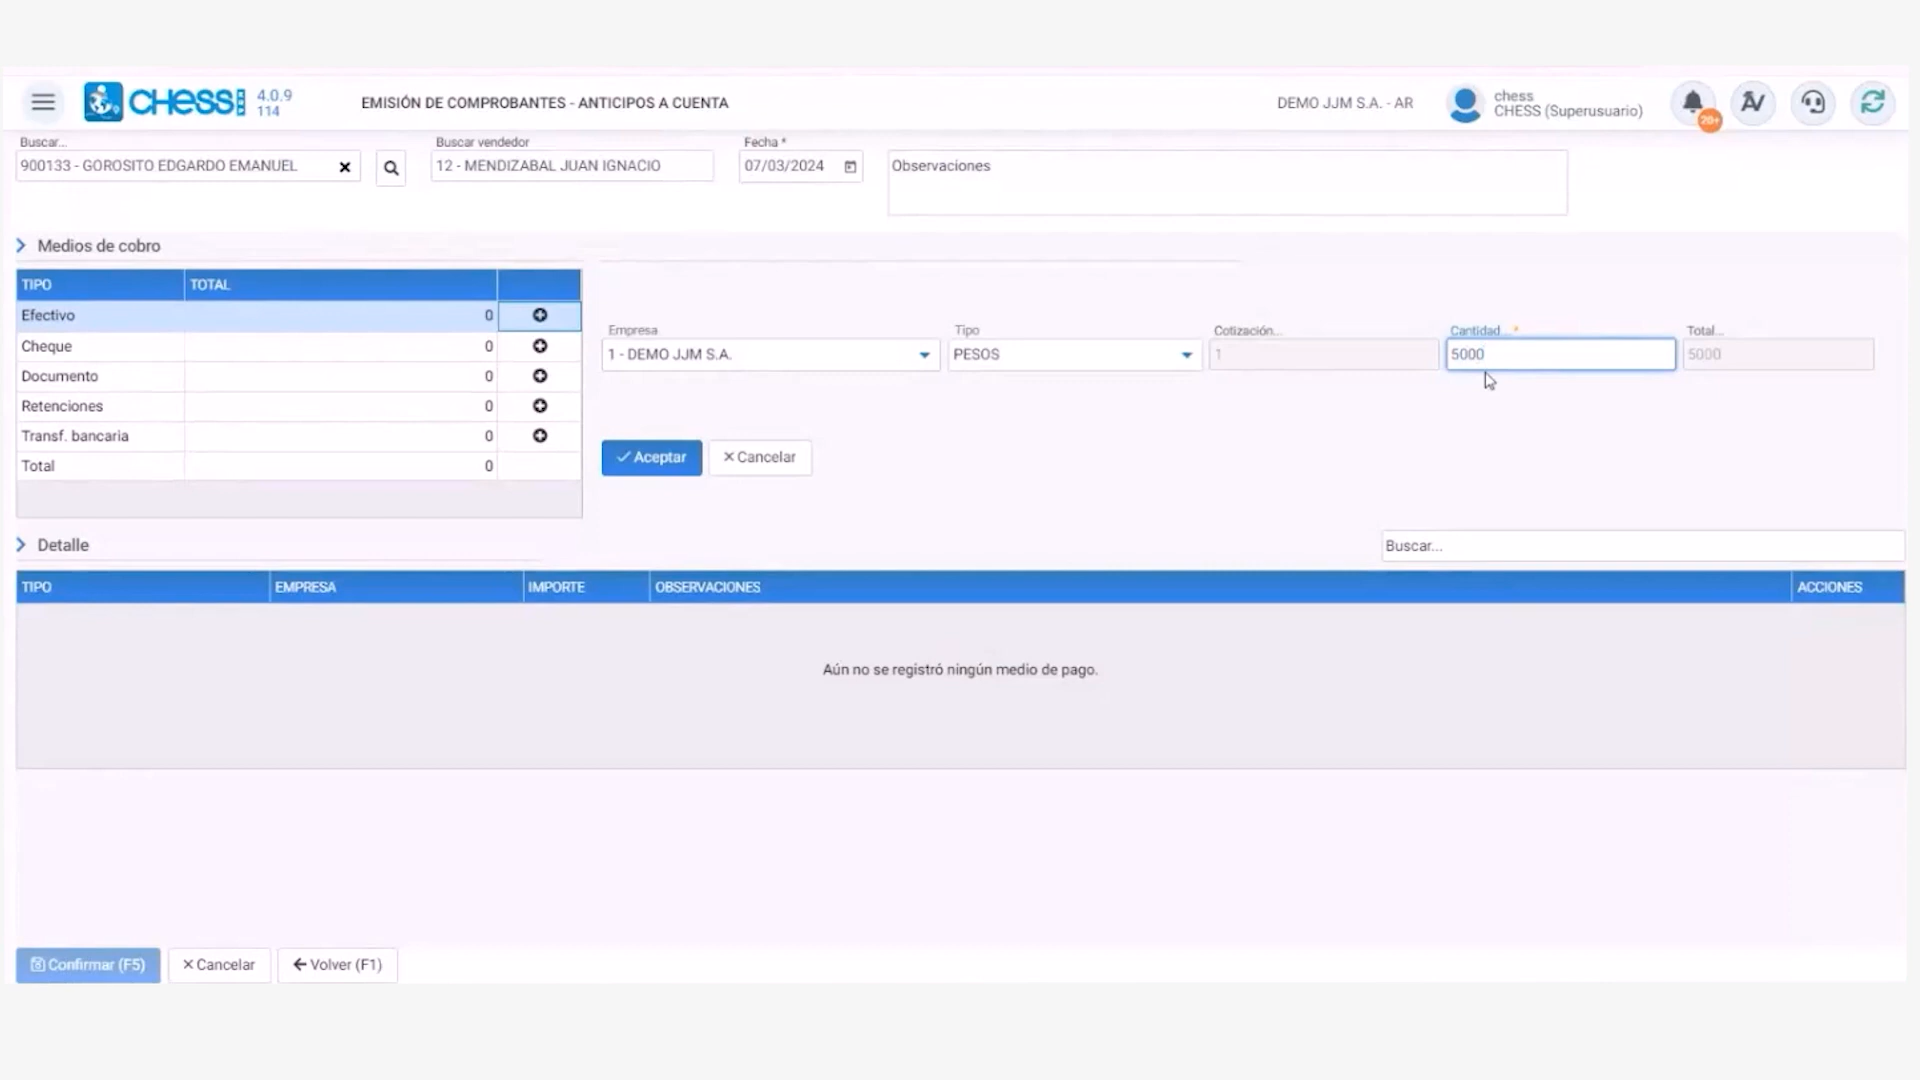 CHESS ERP 4.0.9
114
EMISIÓN DE COMPROBANTES - ANTICIPOS A CUENTA
DEMO JJM S.A. - AR
chess
CHESS (Superusuario)
20+
Buscar...
900133 - GOROSITO EDGARDO EMANUEL
Buscar vendedor
12 - MENDIZABAL JUAN IGNACIO
Fecha *
07/03/2024
Observaciones
Medios de cobro
TIPO TOTAL
Efectivo 0
Cheque 0
Documento 0
Retenciones 0
Transf. bancaria 0
Total 0
Empresa
1 - DEMO JJM S.A.
Tipo
PESOS
Cotización...
1
Cantidad... *
5000
Total...
5000
Aceptar
Cancelar
Detalle
Buscar...
TIPO EMPRESA IMPORTE OBSERVACIONES ACCIONES
Aún no se registró ningún medio de pago.
Confirmar (F5)
Cancelar
Volver (F1)